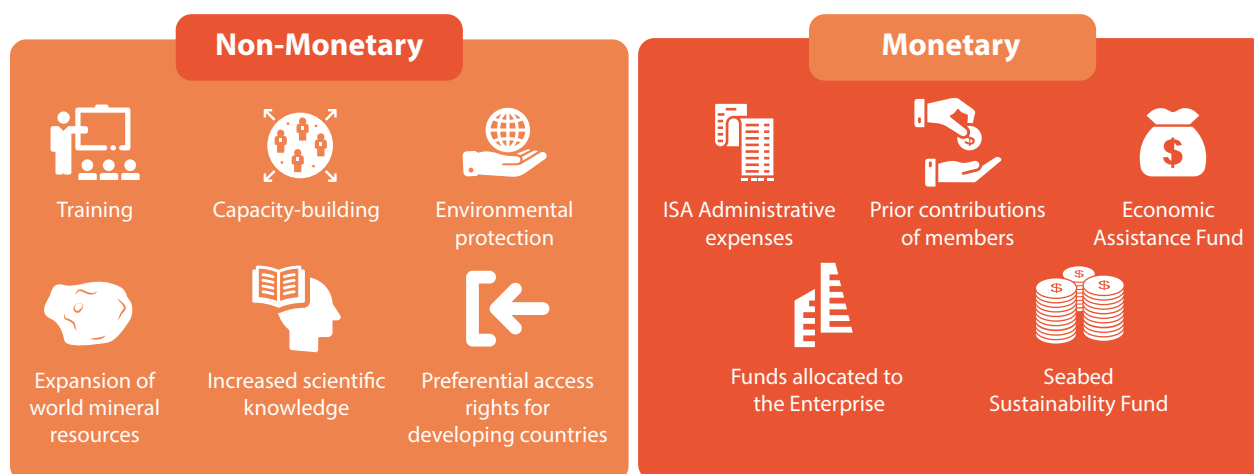 Non-Monetary
Training
Capacity-building
Environmental
protection
Expansion of
world mineral
resources
Increased scientific
knowledge
Preferential access
rights for
developing countries
Monetary
$
$
$
$
$
ISA Administrative
expenses
Prior contributions
of members
Economic
Assistance Fund
Funds allocated to
the Enterprise
Seabed
Sustainability Fund